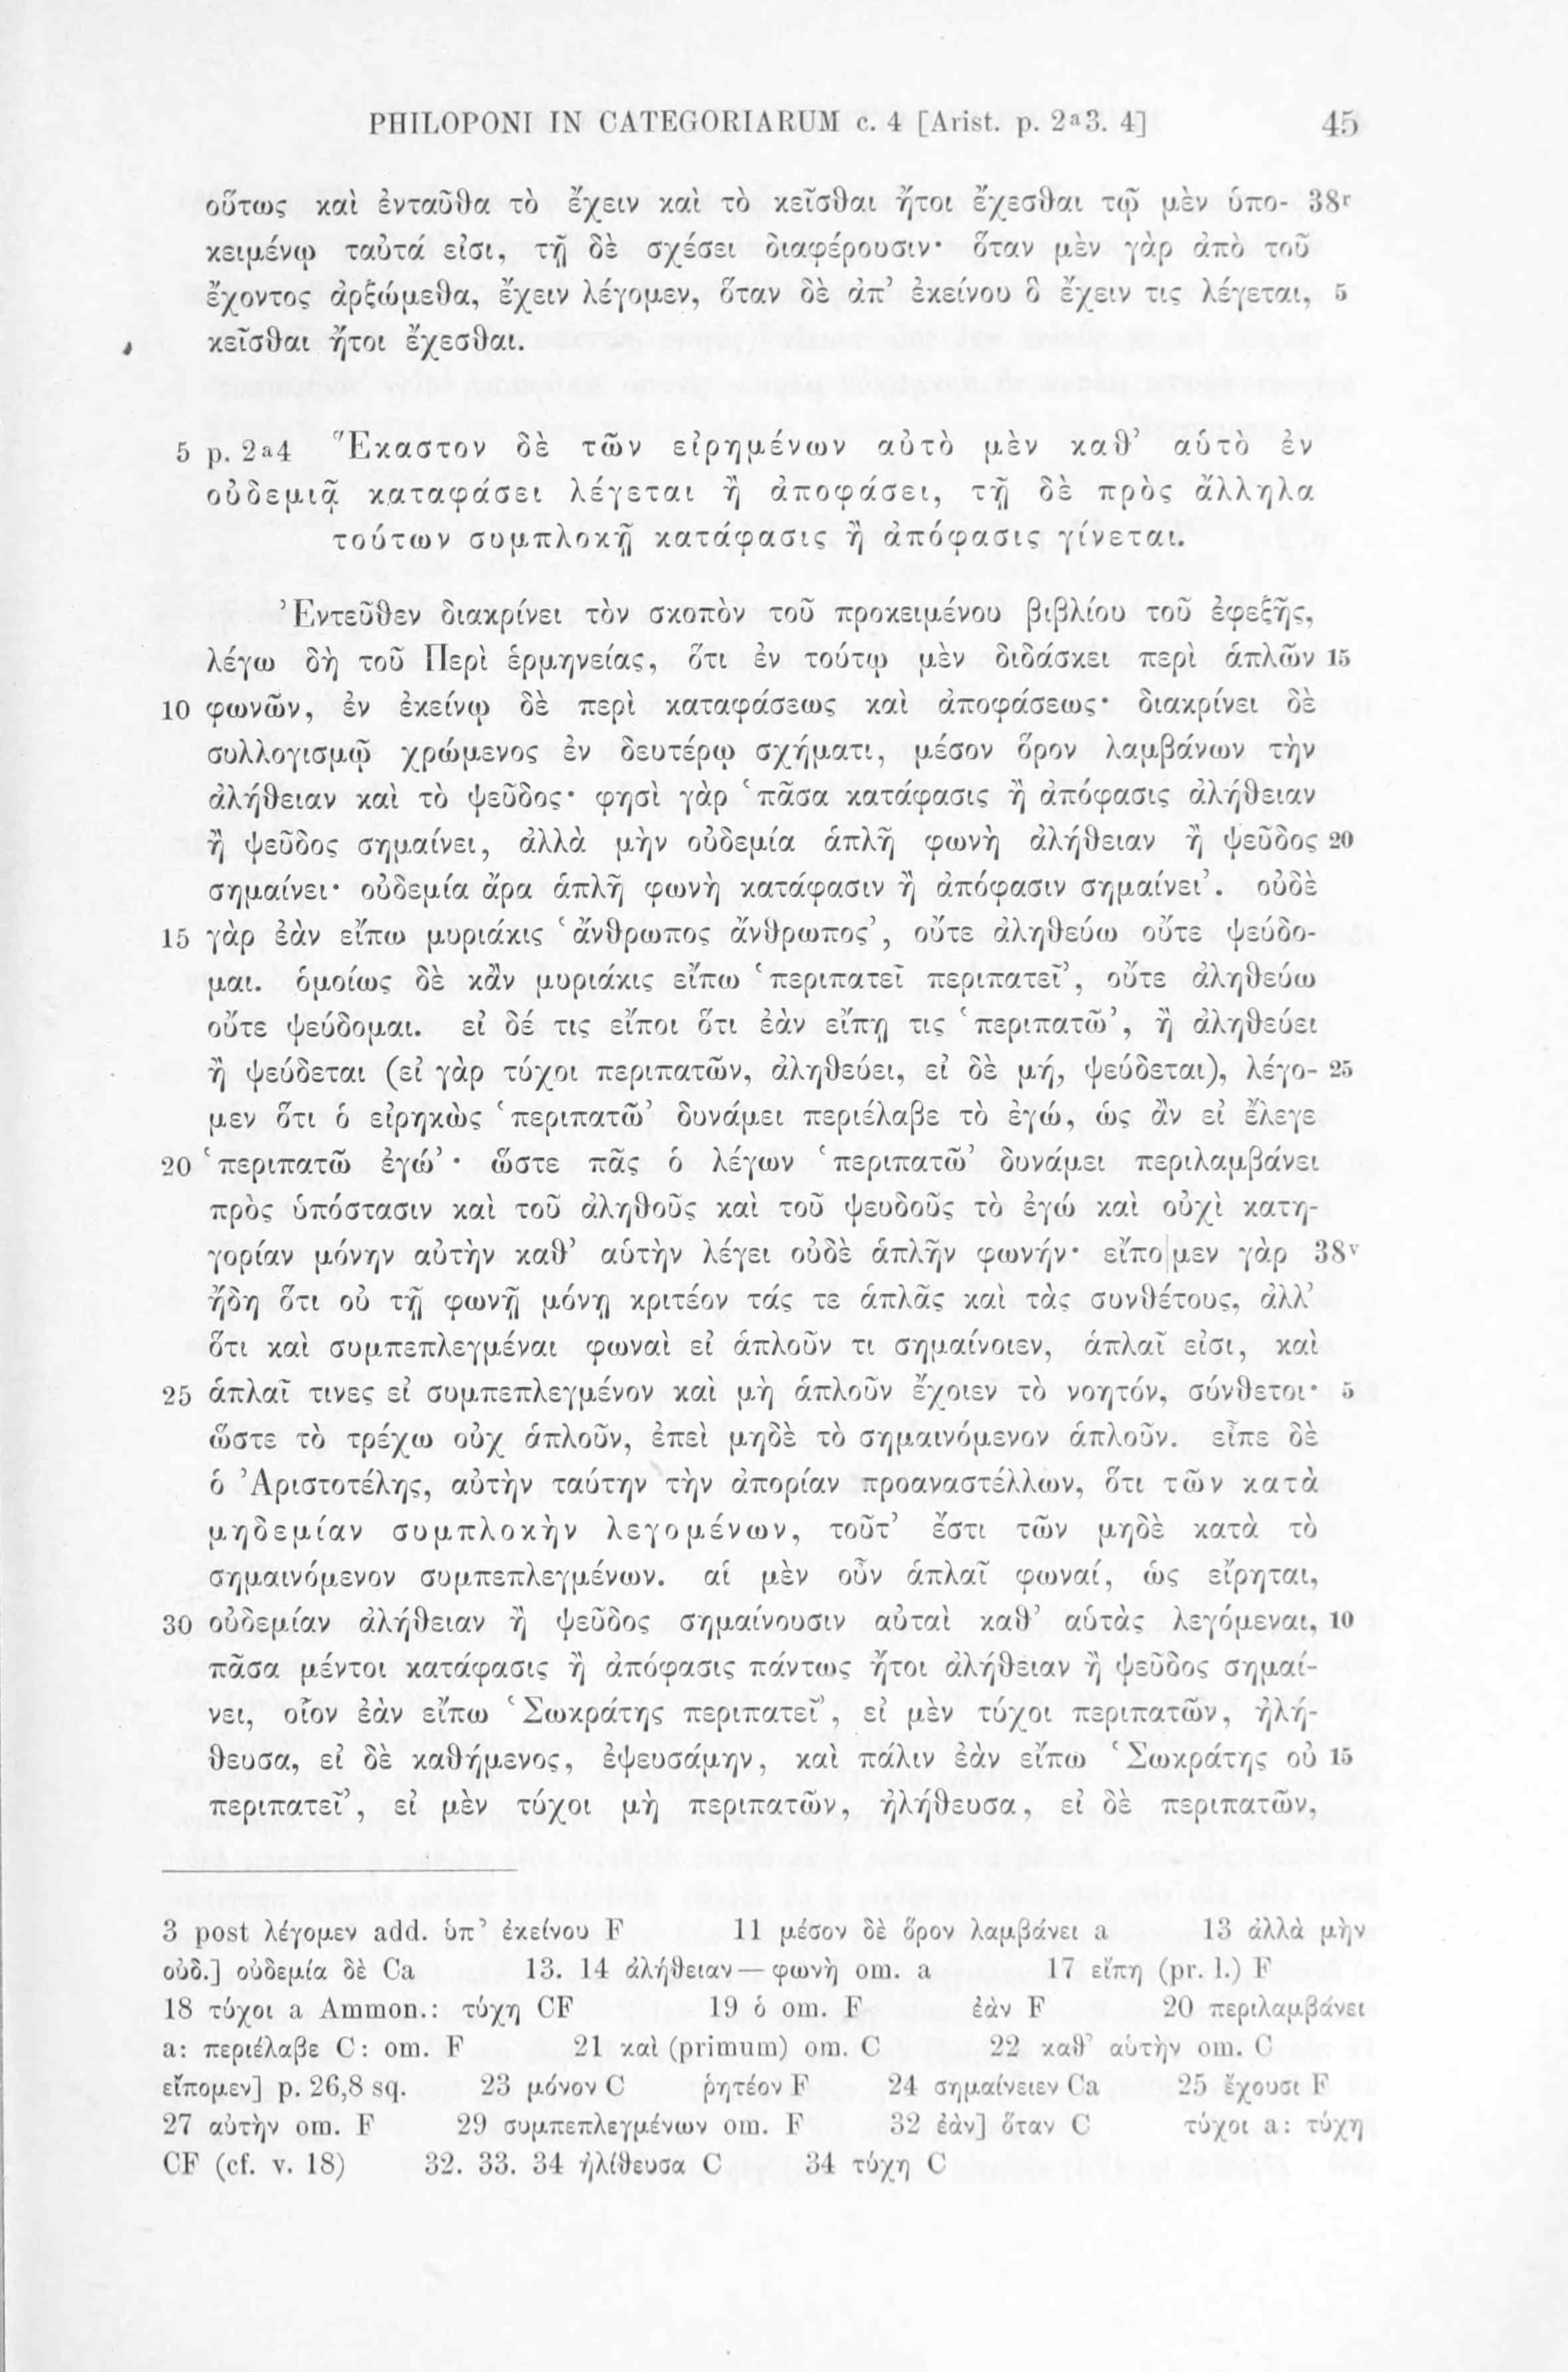 PHILOPONI IN CATEGORIARUM c. 4 [Arist. p. 2a3. 4] 45
οὕτως καὶ ἐνταῦθα τὸ ἔχειν καὶ τὸ κεῖσθαι ἤτοι ἔχεσθαι τῷ μὲν ὑπο- 38r
κειμένῳ ταὐτά εἰσι, τῇ δὲ σχέσει διαφέρουσιν· ὅταν μὲν γὰρ ἀπὸ τοῦ
ἔχοντος ἀρξώμεθα, ἔχειν λέγομεν, ὅταν δὲ ἀπ’ ἐκείνου ὃ ἔχειν τις λέγεται, 5
κεῖσθαι ἤτοι ἔχεσθαι.
5 p. 2a4 Ἕκαστον δὲ τῶν εἰρημένων αὐτὸ μὲν καθ’ αὑτὸ ἐν
οὐδεμιᾷ καταφάσει λέγεται ἢ ἀποφάσει, τῇ δὲ πρὸς ἄλληλα
τούτων συμπλοκῇ κατάφασις ἢ ἀπόφασις γίνεται.
Ἐντεῦθεν διακρίνει τὸν σκοπὸν τοῦ προκειμένου βιβλίου τοῦ ἐφεξῆς,
λέγω δὴ τοῦ Περὶ ἑρμηνείας, ὅτι ἐν τούτῳ μὲν διδάσκει περὶ ἁπλῶν 15
10 φωνῶν, ἐν ἐκείνῳ δὲ περὶ καταφάσεως καὶ ἀποφάσεως· διακρίνει δὲ
συλλογισμῷ χρώμενος ἐν δευτέρῳ σχήματι, μέσον ὅρον λαμβάνων τὴν
ἀλήθειαν καὶ τὸ ψεῦδος· φησὶ γὰρ ‘πᾶσα κατάφασις ἢ ἀπόφασις ἀλήθειαν
ἢ ψεῦδος σημαίνει, ἀλλὰ μὴν οὐδεμία ἁπλῆ φωνὴ ἀλήθειαν ἢ ψεῦδος 20
σημαίνει· οὐδεμία ἄρα ἁπλῆ φωνὴ κατάφασιν ἢ ἀπόφασιν σημαίνει’. οὐδὲ
15 γὰρ ἐὰν εἴπω μυριάκις ‘ἄνθρωπος ἄνθρωπος’, οὔτε ἀληθεύω οὔτε ψεύδο-
μαι. ὁμοίως δὲ κἂν μυριάκις εἴπω ‘περιπατεῖ περιπατεῖ’, οὔτε ἀληθεύω
οὔτε ψεύδομαι. εἰ δέ τις εἴποι ὅτι ἐὰν εἴπῃ τις ‘περιπατῶ’, ἢ ἀληθεύει
ἢ ψεύδεται (εἰ γὰρ τύχοι περιπατῶν, ἀληθεύει, εἰ δὲ μή, ψεύδεται), λέγο- 25
μεν ὅτι ὁ εἰρηκὼς ‘περιπατῶ’ δυνάμει περιέλαβε τὸ ἐγώ, ὡς ἂν εἰ ἔλεγε
20 ‘περιπατῶ ἐγώ’· ὥστε πᾶς ὁ λέγων ‘περιπατῶ’ δυνάμει περιλαμβάνει
πρὸς ὑπόστασιν καὶ τοῦ ἀληθοῦς καὶ τοῦ ψευδοῦς τὸ ἐγώ καὶ οὐχὶ κατη-
γορίαν μόνην αὐτὴν καθ’ αὑτὴν λέγει οὐδὲ ἁπλῆν φωνήν· εἴπο|μεν γὰρ 38v
ἤδη ὅτι οὐ τῇ φωνῇ μόνῃ κριτέον τάς τε ἁπλᾶς καὶ τὰς συνθέτους, ἀλλ’
ὅτι καὶ συμπεπλεγμέναι φωναὶ εἰ ἁπλοῦν τι σημαίνοιεν, ἁπλαῖ εἰσι, καὶ
25 ἁπλαῖ τινες εἰ συμπεπλεγμένον καὶ μὴ ἁπλοῦν ἔχοιεν τὸ νοητόν, σύνθετοι· 5
ὥστε τὸ τρέχω οὐχ ἁπλοῦν, ἐπεὶ μηδὲ τὸ σημαινόμενον ἁπλοῦν. εἶπε δὲ
ὁ Ἀριστοτέλης, αὐτὴν ταύτην τὴν ἀπορίαν προαναστέλλων, ὅτι τῶν κατὰ
μηδεμίαν συμπλοκὴν λεγομένων, τοῦτ’ ἔστι τῶν μηδὲ κατὰ τὸ
σημαινόμενον συμπεπλεγμένων. αἱ μὲν οὖν ἁπλαῖ φωναί, ὡς εἴρηται,
30 οὐδεμίαν ἀλήθειαν ἢ ψεῦδος σημαίνουσιν αὐταὶ καθ’ αὑτὰς λεγόμεναι, 10
πᾶσα μέντοι κατάφασις ἢ ἀπόφασις πάντως ἤτοι ἀλήθειαν ἢ ψεῦδος σημαί-
νει, οἷον ἐὰν εἴπω ‘Σωκράτης περιπατεῖ’, εἰ μὲν τύχοι περιπατῶν, ἠλή-
θευσα, εἰ δὲ καθήμενος, ἐψευσάμην, καὶ πάλιν ἐὰν εἴπω ‘Σωκράτης οὐ 15
περιπατεῖ’, εἰ μὲν τύχοι μὴ περιπατῶν, ἠλήθευσα, εἰ δὲ περιπατῶν,
3 post λέγομεν add. ὑπ’ ἐκείνου F 11 μέσον δὲ ὅρον λαμβάνει a 13 ἀλλὰ μὴν
οὐδ.] οὐδεμία δὲ Ca 13. 14 ἀλήθειαν — φωνὴ om. a 17 εἴπη (pr. l.) F
18 τύχοι a Ammon.: τύχη CF 19 ὁ om. F ἐὰν F 20 περιλαμβάνει
a: περιέλαβε C: om. F 21 καὶ (primum) om. C 22 καθ’ αὑτὴν om. C
εἴπομεν] p. 26,8 sq. 23 μόνον C ῥητέον F 24 σημαίνειεν Ca 25 ἔχουσι F
27 αὐτὴν om. F 29 συμπεπλεγμένων om. F 32 ἐὰν] ὅταν C τύχοι a: τύχη
CF (cf. v. 18) 32. 33. 34 ἠλίθευσα C 34 τύχη C